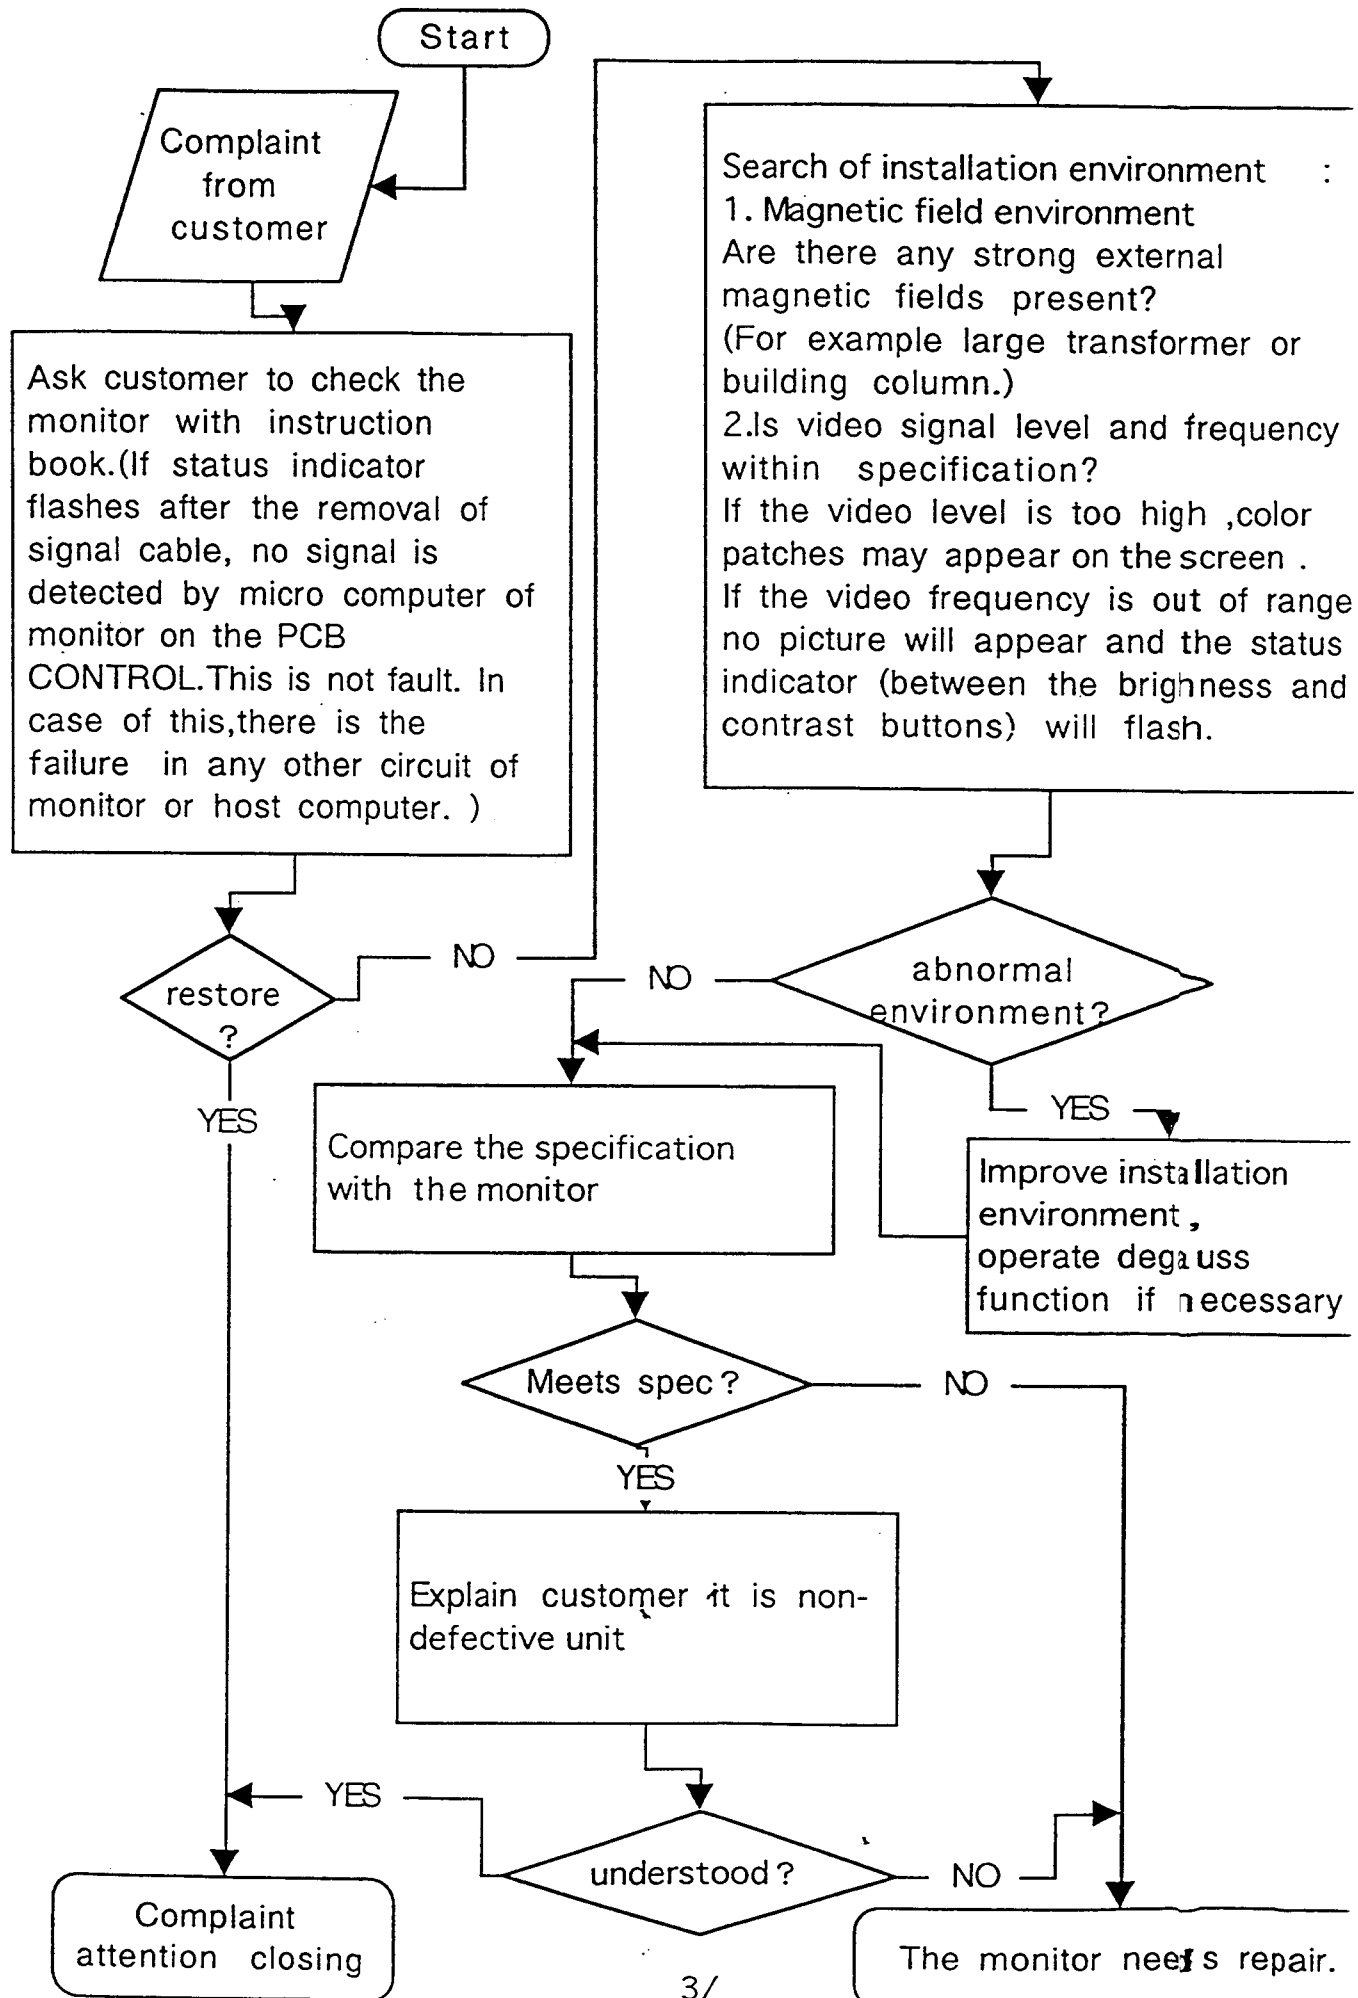 Start
Complaint
from
customer
Ask customer to check the
monitor with instruction
book.(If status indicator
flashes after the removal of
signal cable, no signal is
detected by micro computer of
monitor on the PCB
CONTROL.This is not fault. In
case of this,there is the
failure in any other circuit of
monitor or host computer. )
restore
?
NO
YES
Search of installation environment :
1. Magnetic field environment
Are there any strong external
magnetic fields present?
(For example large transformer or
building column.)
2.Is video signal level and frequency
within specification?
If the video level is too high ,color
patches may appear on the screen .
If the video frequency is out of range
no picture will appear and the status
indicator (between the brighness and
contrast buttons) will flash.
abnormal
environment?
NO
YES
Improve installation
environment,
operate degauss
function if necessary
Compare the specification
with the monitor
Meets spec?
NO
YES
Explain customer it is non-
defective unit
understood?
YES
NO
Complaint
attention closing
The monitor needs repair.
3/